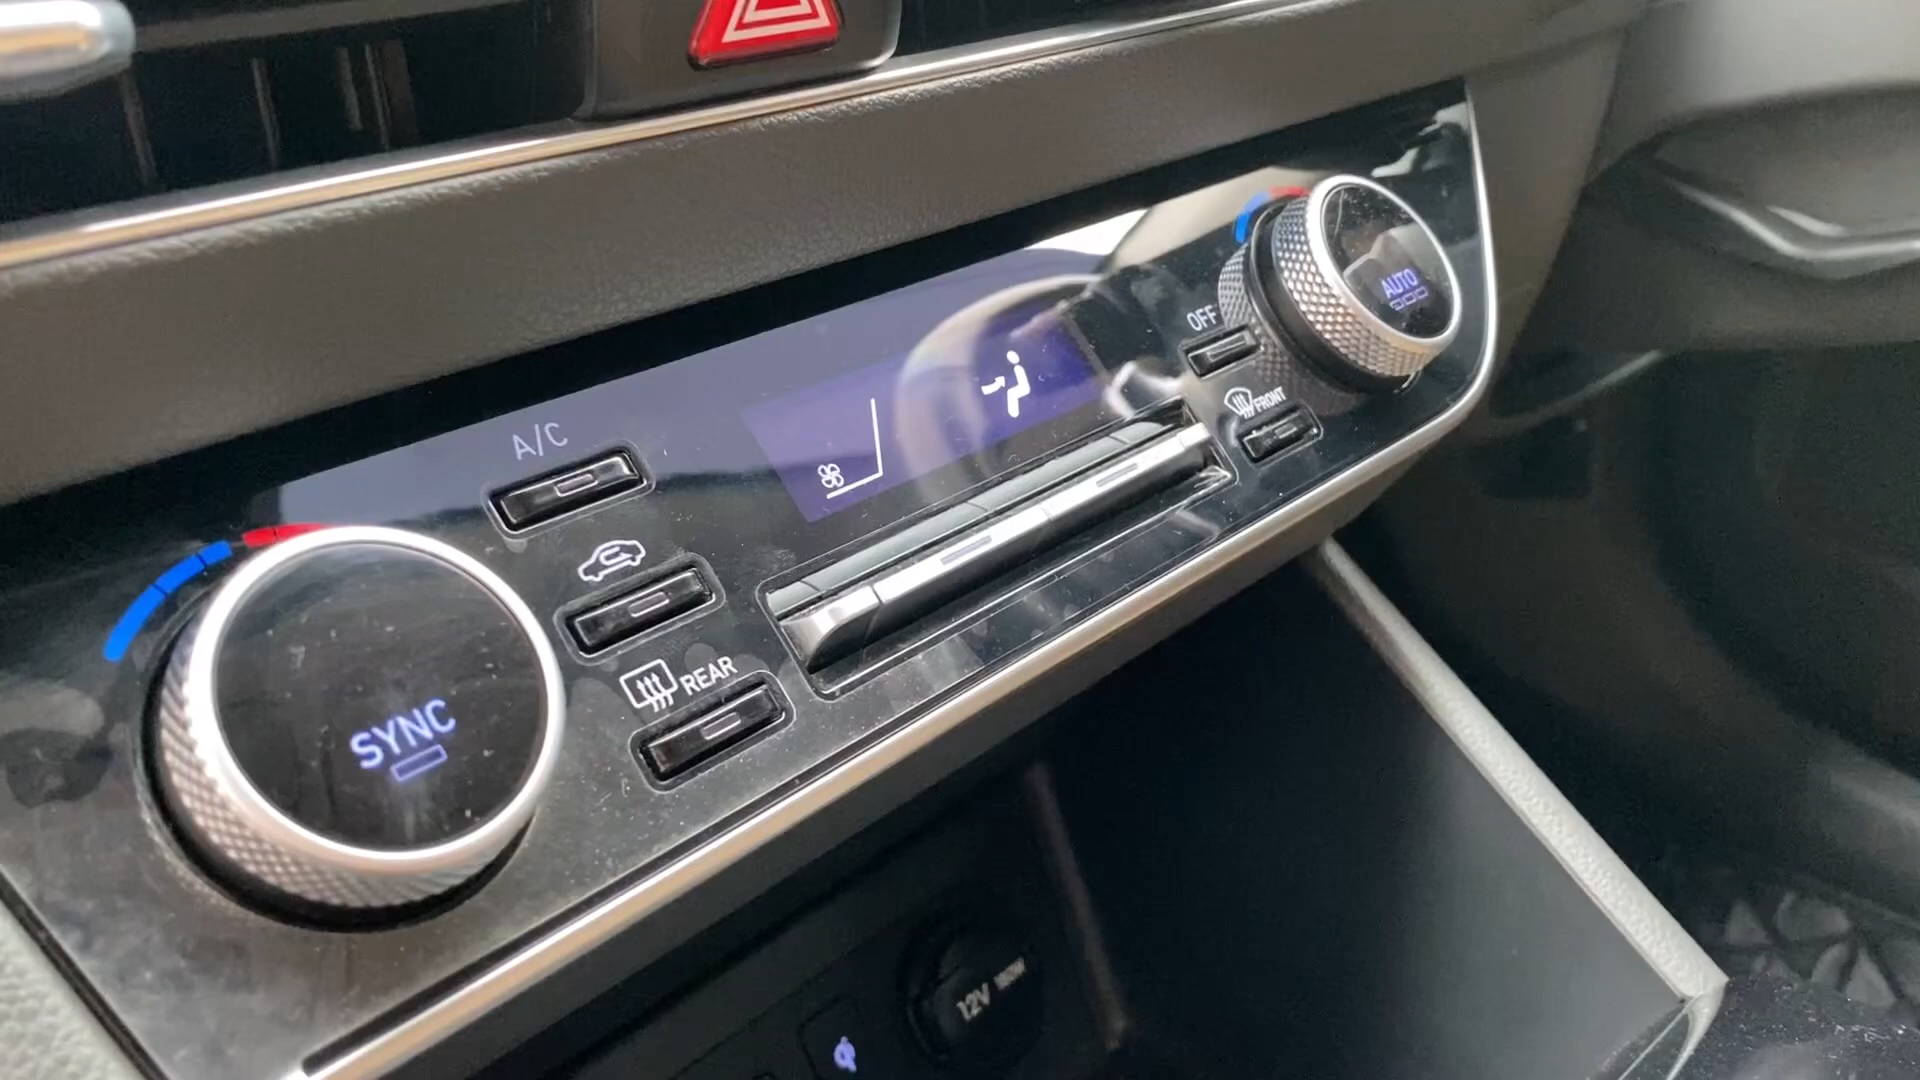 AUTO
OFF
FRONT
A/C
REAR
SYNC
12V